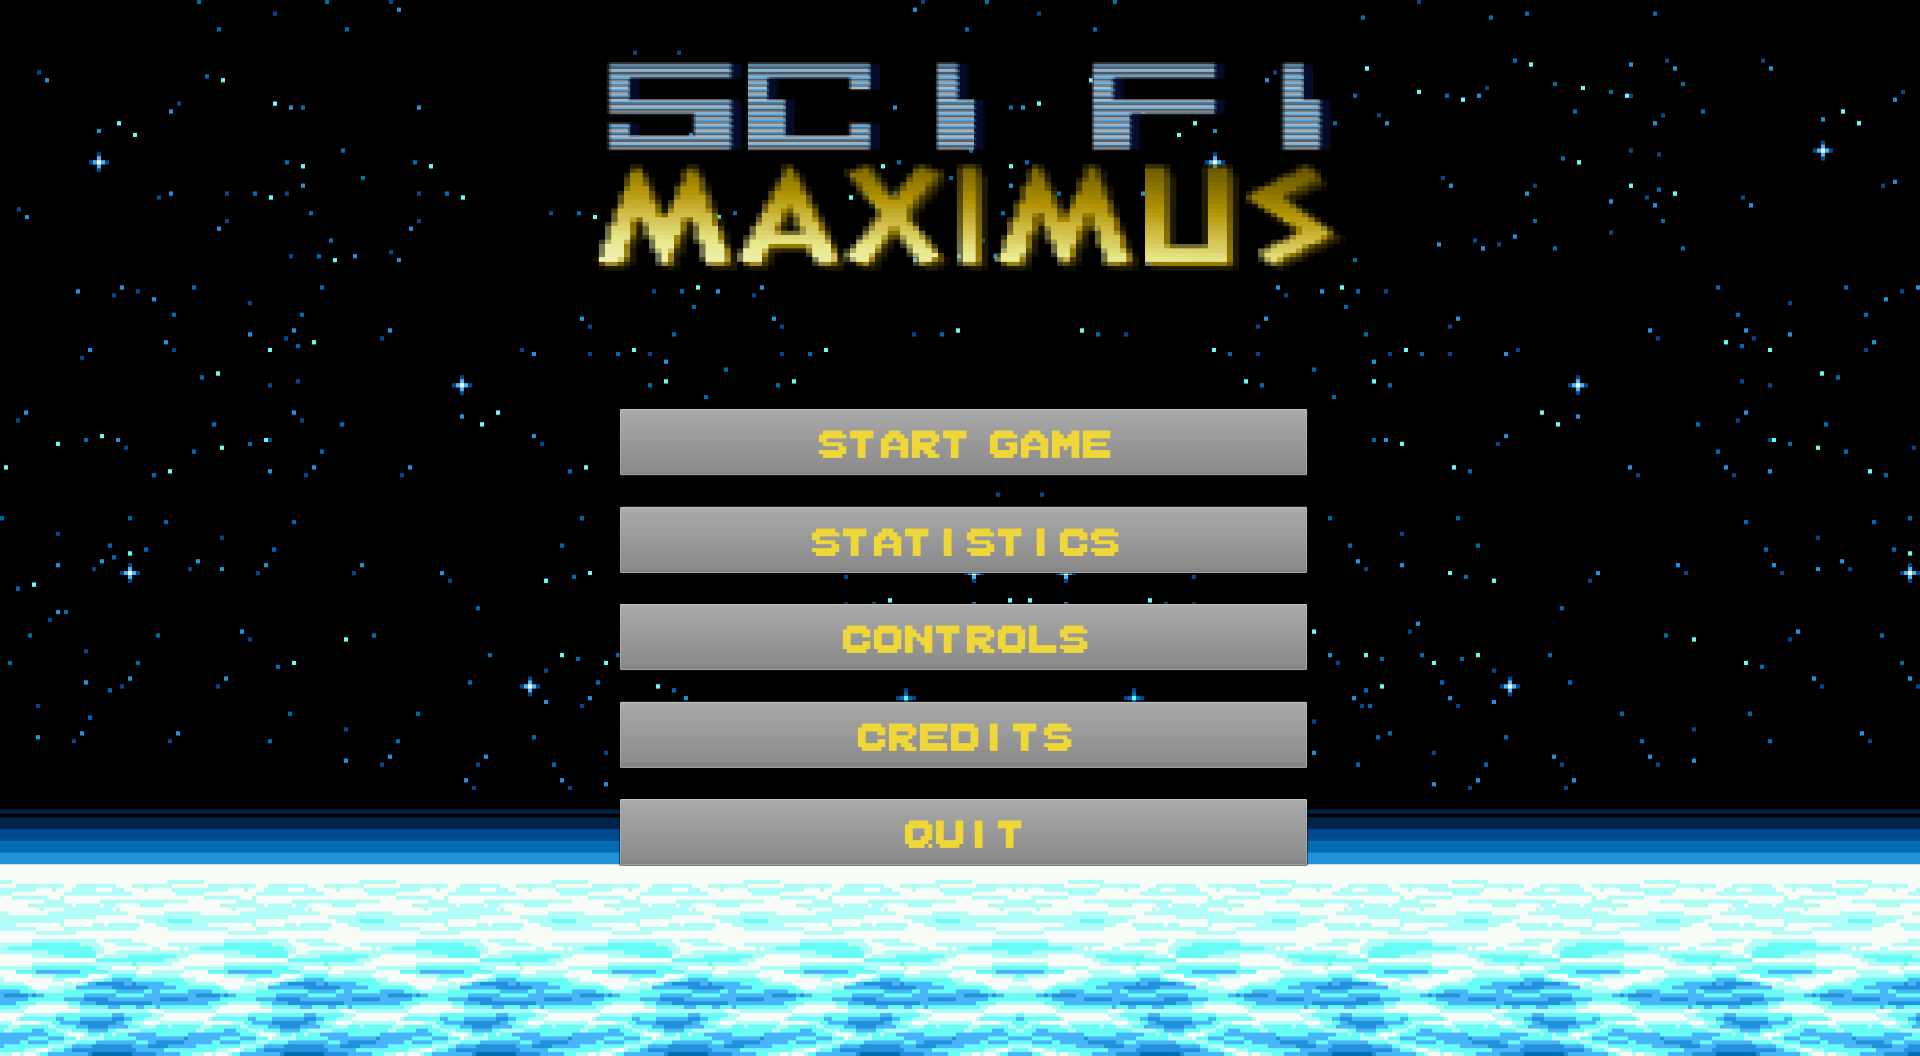 SCI FI
MAXIMUS
START GAME
STATISTICS
CONTROLS
CREDITS
QUIT